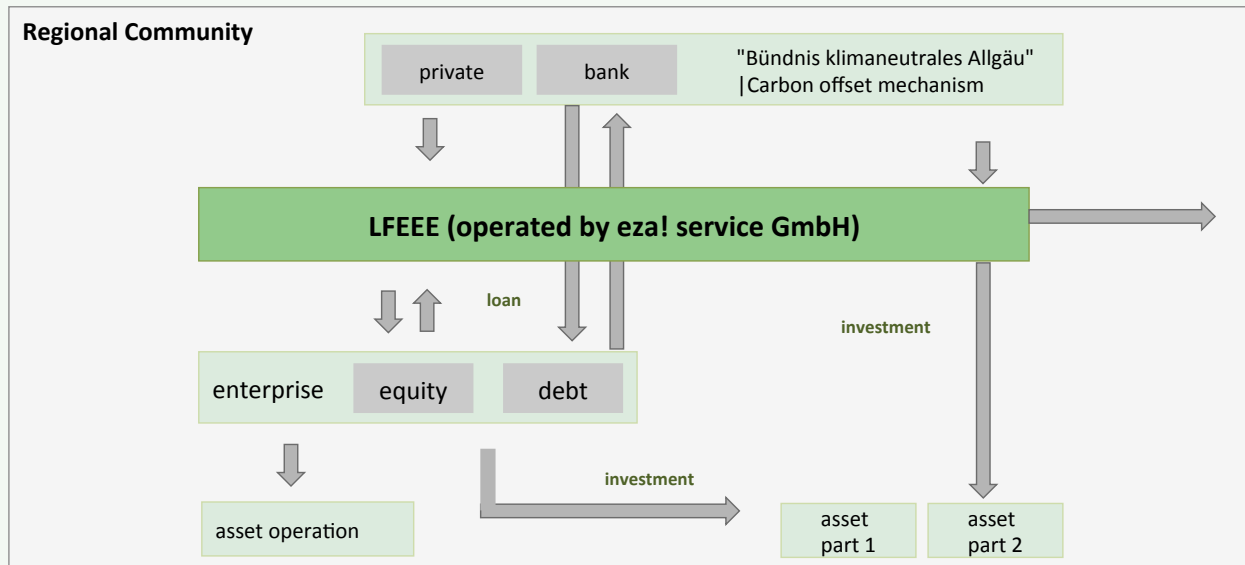 Regional Community
private
bank
"Bündnis klimaneutrales Allgäu"
|Carbon offset mechanism
LFEEE (operated by eza! service GmbH)
loan
investment
enterprise
equity
debt
investment
asset operation
asset
part 1
asset
part 2